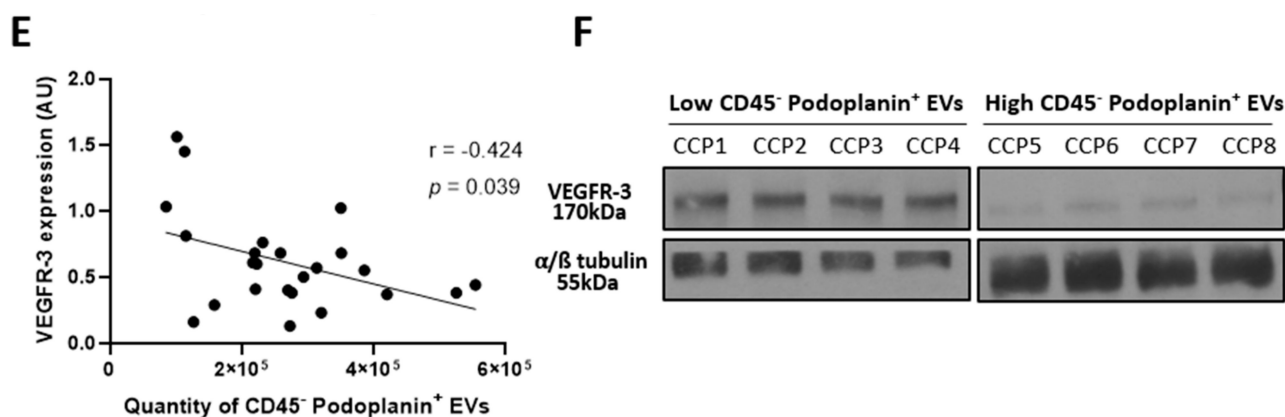 E
2.0
1.5
1.0
0.5
0.0
VEGFR-3 expression (AU)
r = -0.424
p = 0.039
0
2×10⁵
4×10⁵
6×10⁵
Quantity of CD45⁻ Podoplanin⁺ EVs
F
Low CD45⁻ Podoplanin⁺ EVs
High CD45⁻ Podoplanin⁺ EVs
CCP1 CCP2 CCP3 CCP4
CCP5 CCP6 CCP7 CCP8
VEGFR-3
170kDa
α/ß tubulin
55kDa